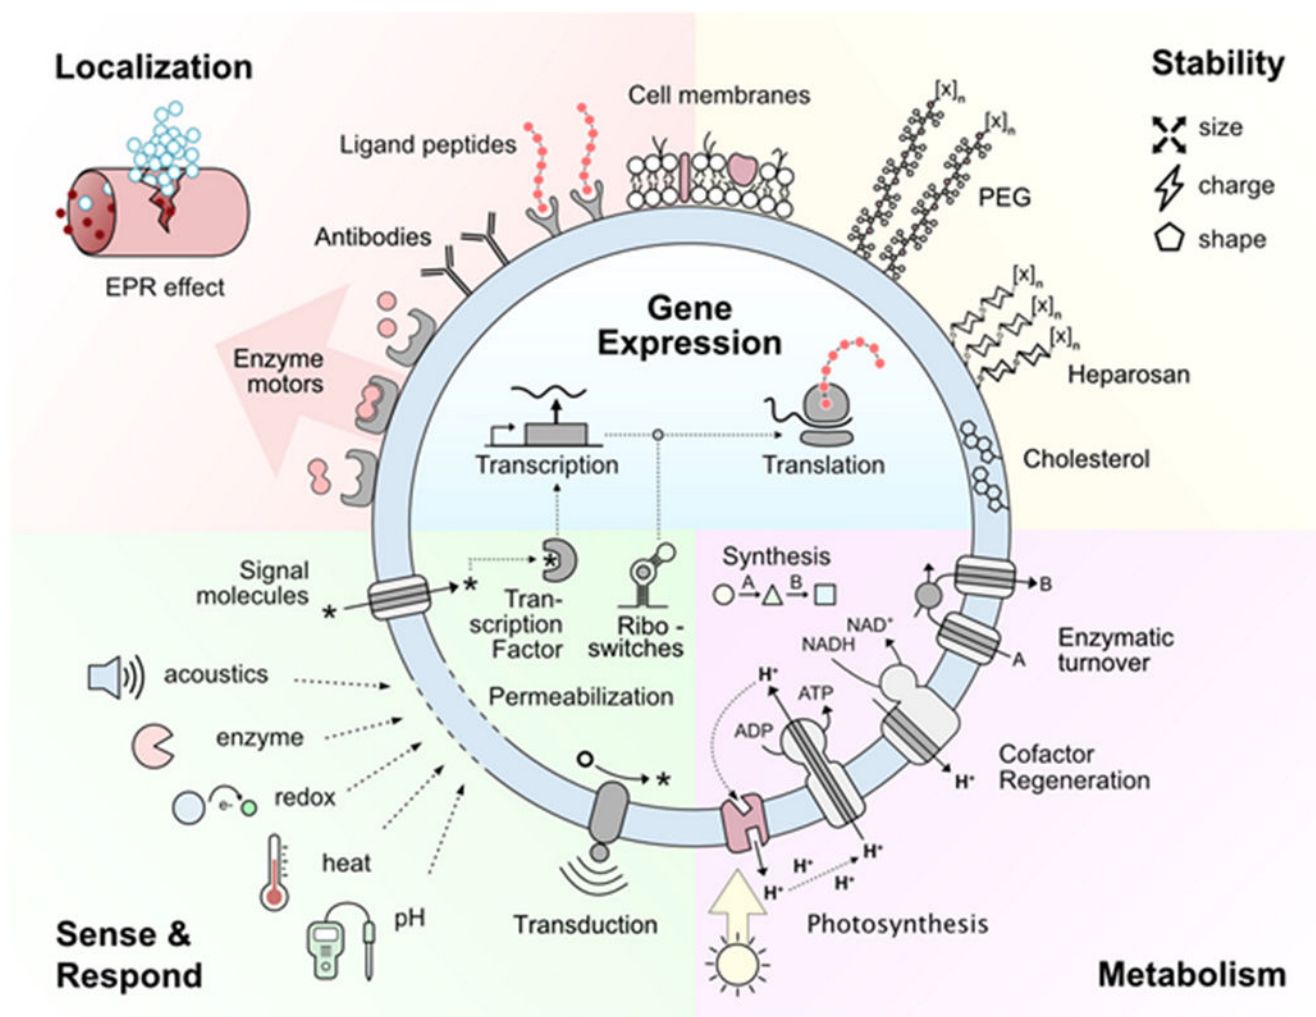 Localization
EPR effect
Ligand peptides
Antibodies
Enzyme
motors
Cell membranes
Stability
size
charge
shape
[x]n
[x]n
PEG
[x]n
[x]n
[x]n
Heparosan
Cholesterol
Gene
Expression
Transcription
Translation
Signal
molecules
*
*
*
Tran-
scription
Factor
Ribo -
switches
Permeabilization
acoustics
enzyme
e-
redox
heat
pH
*
Transduction
Sense &
Respond
Synthesis
A
B
B
A
Enzymatic
turnover
NAD⁺
NADH
H⁺
ATP
ADP
Cofactor
Regeneration
H⁺
H⁺
H⁺
H⁺
H⁺
Photosynthesis
Metabolism